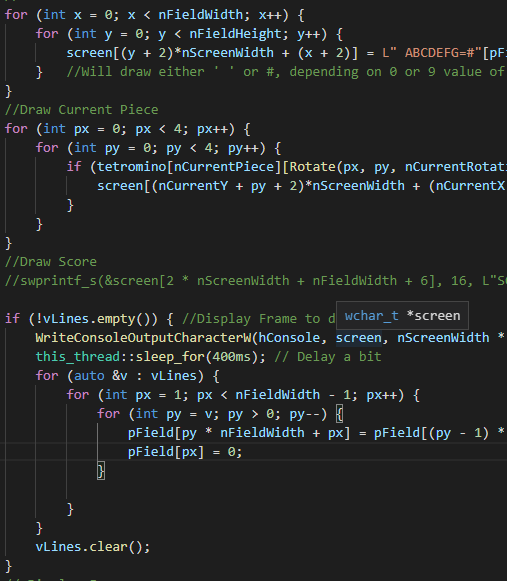 for (int x = 0; x < nFieldWidth; x++) {
for (int y = 0; y < nFieldHeight; y++) {
screen[(y + 2)*nScreenWidth + (x + 2)] = L" ABCDEFG=#"[pF
} //Will draw either ' ' or #, depending on 0 or 9 value of
}
//Draw Current Piece
for (int px = 0; px < 4; px++) {
for (int py = 0; py < 4; py++) {
if (tetromino[nCurrentPiece][Rotate(px, py, nCurrentRotati
screen[(nCurrentY + py + 2)*nScreenWidth + (nCurrentX
}
}
}
//Draw Score
//swprintf_s(&screen[2 * nScreenWidth + nFieldWidth + 6], 16, L"SC
wchar_t *screen
if (!vLines.empty()) { //Display Frame to d
WriteConsoleOutputCharacterW(hConsole, screen, nScreenWidth *
this_thread::sleep_for(400ms); // Delay a bit
for (auto &v : vLines) {
for (int px = 1; px < nFieldWidth - 1; px++) {
for (int py = v; py > 0; py--) {
pField[py * nFieldWidth + px] = pField[(py - 1) *
pField[px] = 0;
}
}
}
vLines.clear();
}